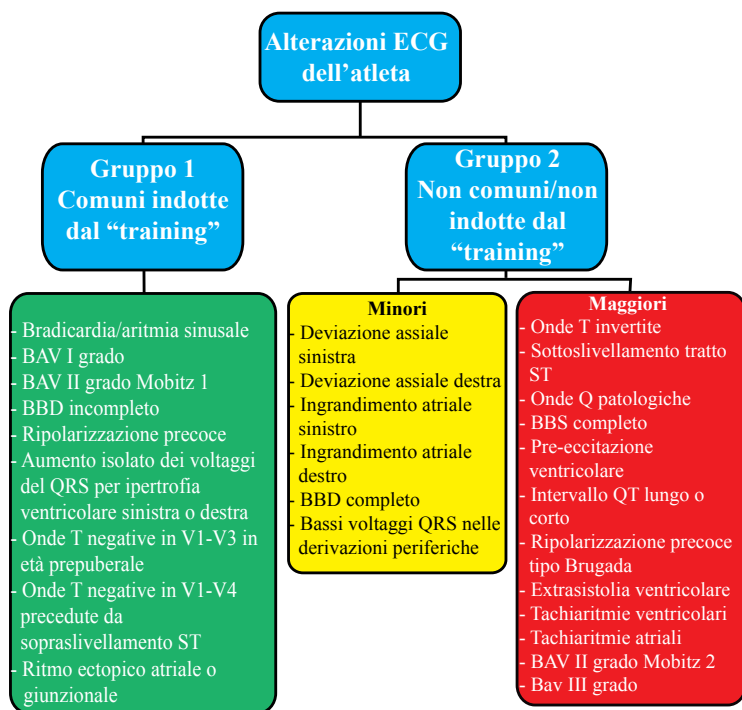 Alterazioni ECG
dell’atleta
Gruppo 1
Comuni indotte
dal “training”
Gruppo 2
Non comuni/non
indotte dal
“training”
- Bradicardia/aritmia sinusale
- BAV I grado
- BAV II grado Mobitz 1
- BBD incompleto
- Ripolarizzazione precoce
- Aumento isolato dei voltaggi
del QRS per ipertrofia
ventricolare sinistra o destra
- Onde T negative in V1-V3 in
età prepuberale
- Onde T negative in V1-V4
precedute da
sopraslivellamento ST
- Ritmo ectopico atriale o
giunzionale
Minori
- Deviazione assiale
sinistra
- Deviazione assiale destra
- Ingrandimento atriale
sinistro
- Ingrandimento atriale
destro
- BBD completo
- Bassi voltaggi QRS nelle
derivazioni periferiche
Maggiori
- Onde T invertite
- Sottoslivellamento tratto
ST
- Onde Q patologiche
- BBS completo
- Pre-eccitazione
ventricolare
- Intervallo QT lungo o
corto
- Ripolarizzazione precoce
tipo Brugada
- Extrasistolia ventricolare
- Tachiaritmie ventricolari
- Tachiaritmie atriali
- BAV II grado Mobitz 2
- Bav III grado